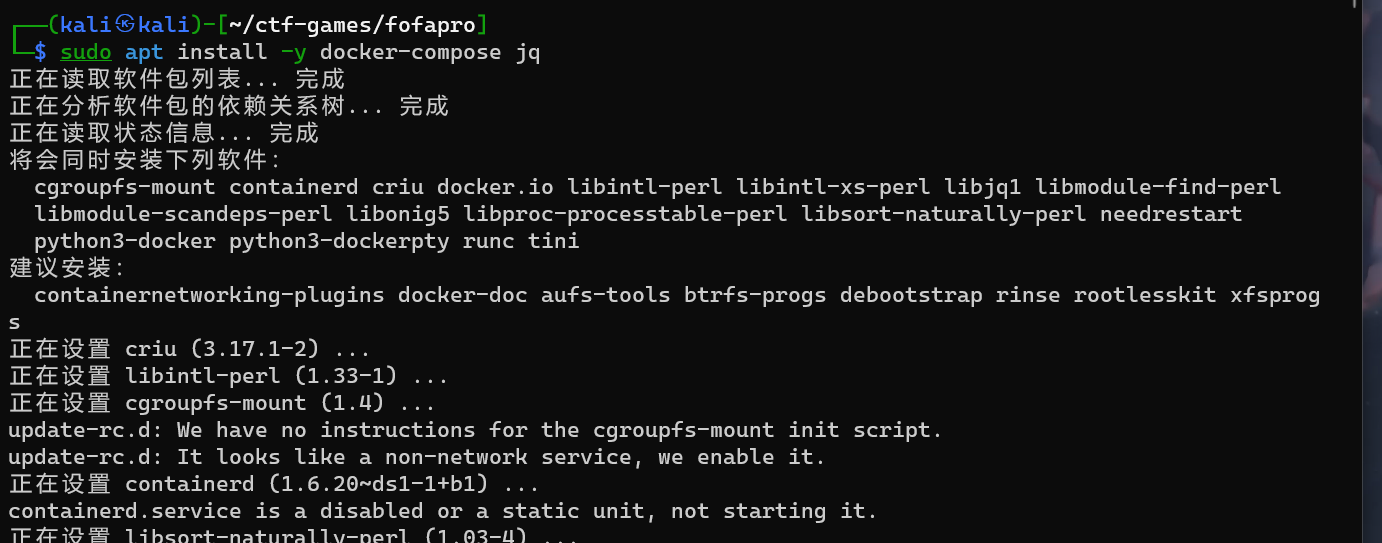 ┌──(kali㉿kali)-[~/ctf-games/fofapro]
└─$ sudo apt install -y docker-compose jq
正在读取软件包列表... 完成
正在分析软件包的依赖关系树... 完成
正在读取状态信息... 完成
将会同时安装下列软件：
  cgroupfs-mount containerd criu docker.io libintl-perl libintl-xs-perl libjq1 libmodule-find-perl
  libmodule-scandeps-perl libonig5 libproc-processtable-perl libsort-naturally-perl needrestart
  python3-docker python3-dockerpty runc tini
建议安装：
  containernetworking-plugins docker-doc aufs-tools btrfs-progs debootstrap rinse rootlesskit xfsprog
s
正在设置 criu (3.17.1-2) ...
正在设置 libintl-perl (1.33-1) ...
正在设置 cgroupfs-mount (1.4) ...
update-rc.d: We have no instructions for the cgroupfs-mount init script.
update-rc.d: It looks like a non-network service, we enable it.
正在设置 containerd (1.6.20~ds1-1+b1) ...
containerd.service is a disabled or a static unit, not starting it.
正在设置 libsort-naturally-perl (1.03-4) ...